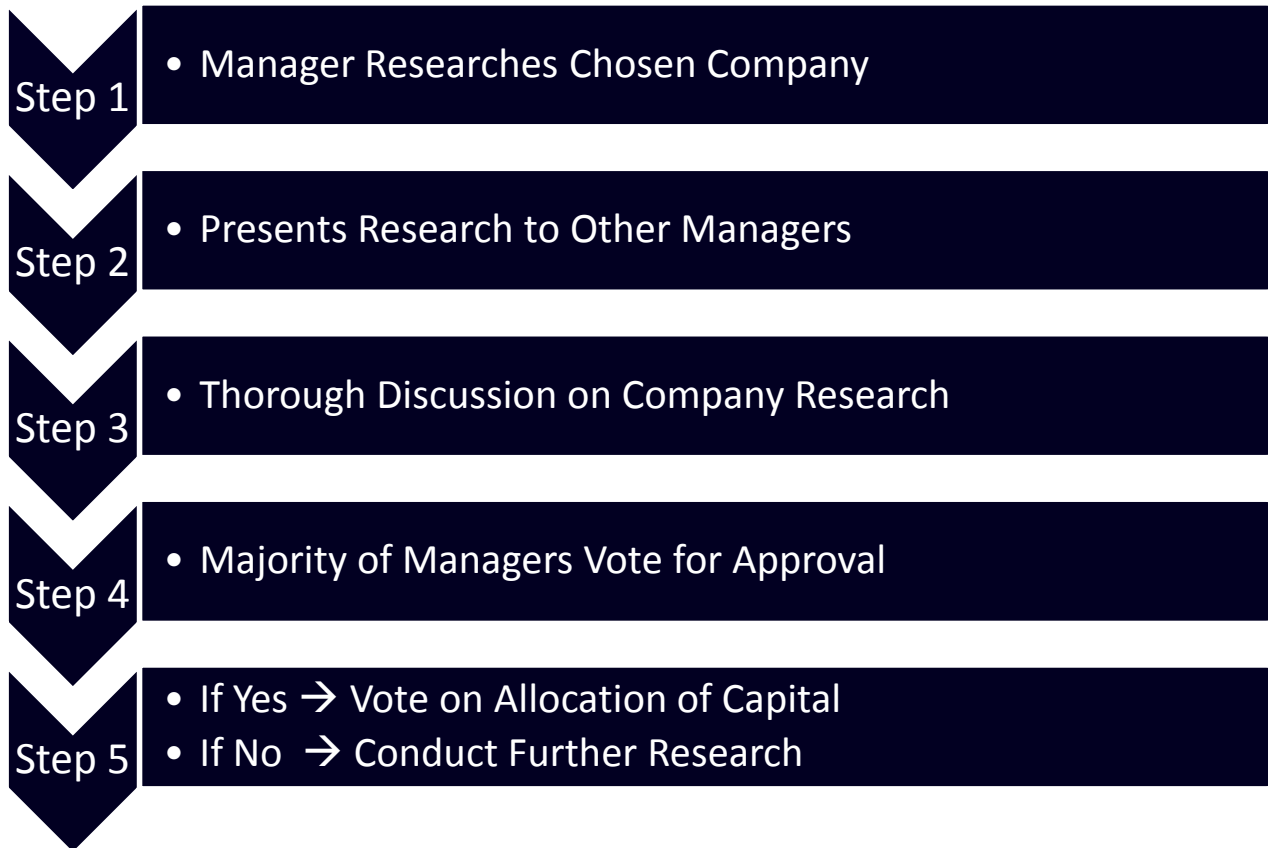 Step 1
• Manager Researches Chosen Company
Step 2
• Presents Research to Other Managers
Step 3
• Thorough Discussion on Company Research
Step 4
• Majority of Managers Vote for Approval
Step 5
• If Yes → Vote on Allocation of Capital
• If No → Conduct Further Research